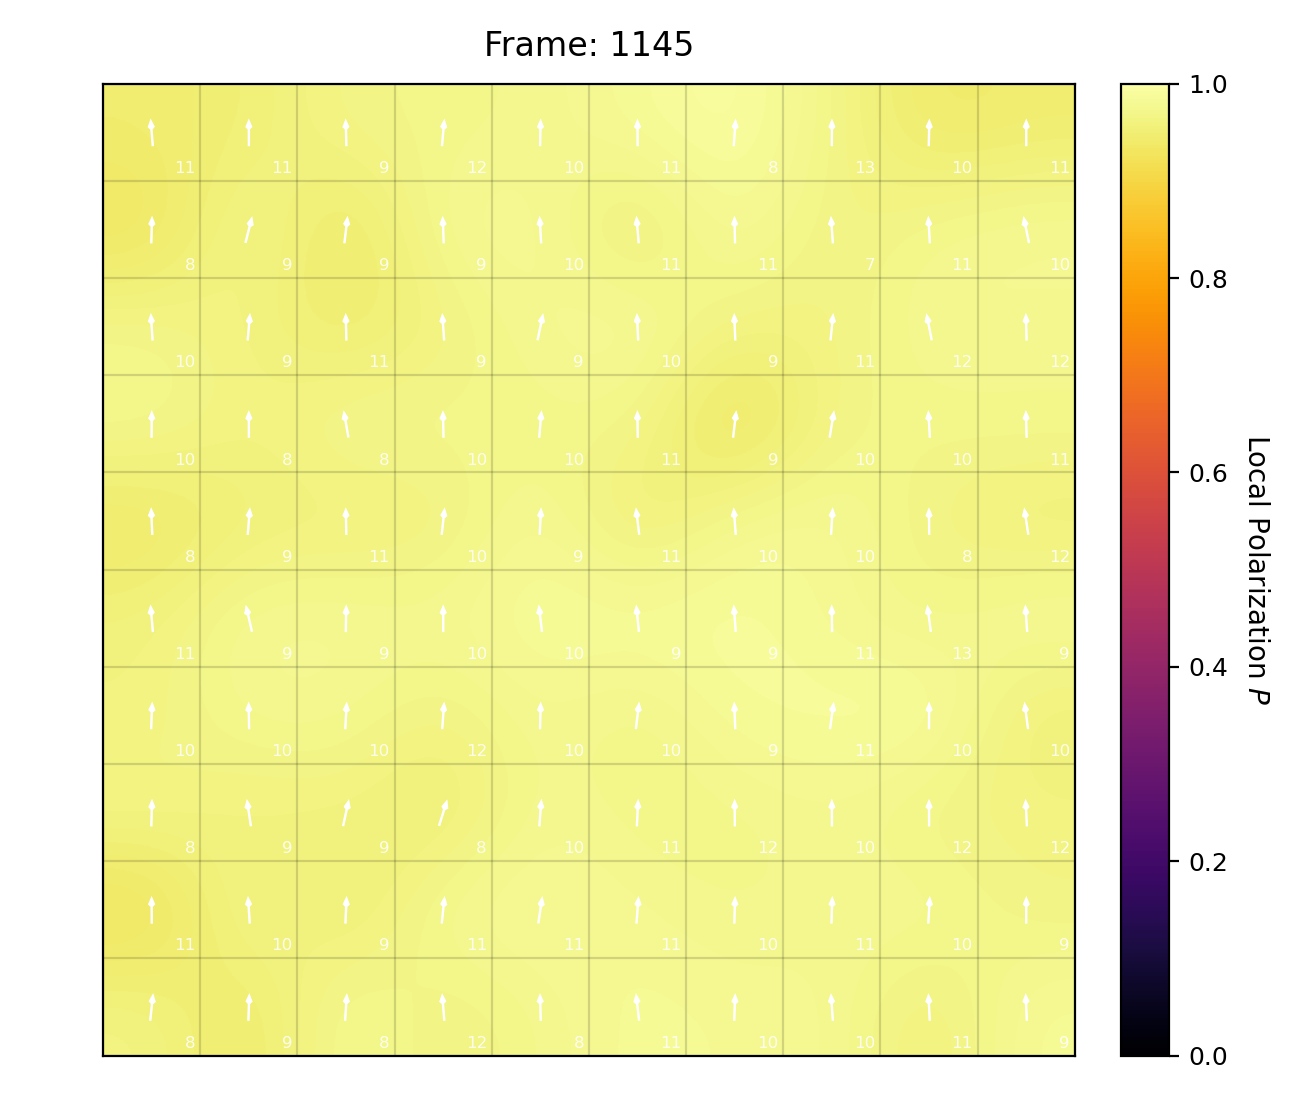 Frame: 1145
11 11 9 12 10 11 8 13 10 11
8 9 9 9 10 11 11 7 11 10
10 9 11 9 9 10 9 11 12 12
10 8 8 10 10 11 9 10 10 11
8 9 11 10 9 11 10 10 8 12
11 9 9 10 10 9 9 11 13 9
10 10 10 12 10 10 9 11 10 10
8 9 9 8 10 11 12 10 12 12
11 10 9 11 11 11 10 11 10 9
8 9 8 12 8 11 10 10 11 9
1.0
0.8
0.6
0.4
0.2
0.0
Local Polarization P